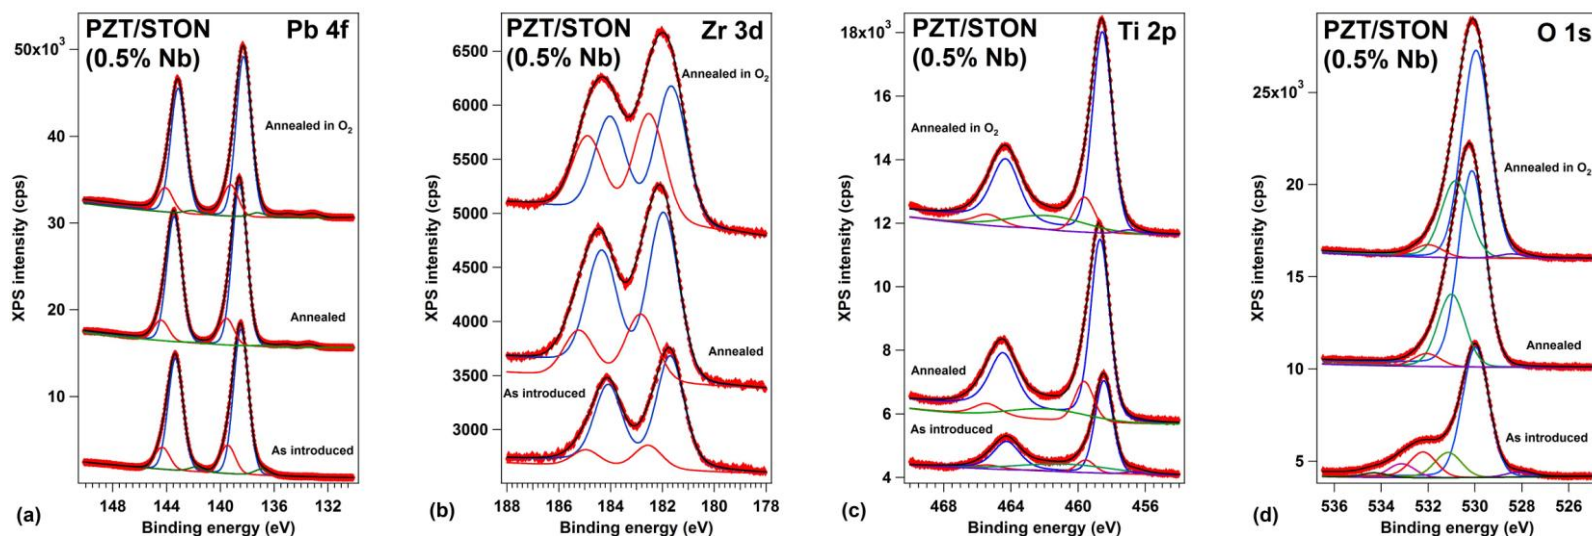 PZT/STON
(0.5% Nb)
Pb 4f
50x10³
40
30
20
10
XPS intensity (cps)
Annealed in O₂
Annealed
As introduced
148
144
140
136
132
Binding energy (eV)
(a)
PZT/STON
(0.5% Nb)
Zr 3d
6500
6000
5500
5000
4500
4000
3500
3000
XPS intensity (cps)
Annealed in O₂
Annealed
As introduced
188
186
184
182
180
178
Binding energy (eV)
(b)
PZT/STON
(0.5% Nb)
Ti 2p
18x10³
16
14
12
10
8
6
4
XPS intensity (cps)
Annealed in O₂
Annealed
As introduced
468
464
460
456
Binding energy (eV)
(c)
PZT/STON
(0.5% Nb)
O 1s
25x10³
20
15
10
5
XPS intensity (cps)
Annealed in O₂
Annealed
As introduced
536
534
532
530
528
526
Binding energy (eV)
(d)